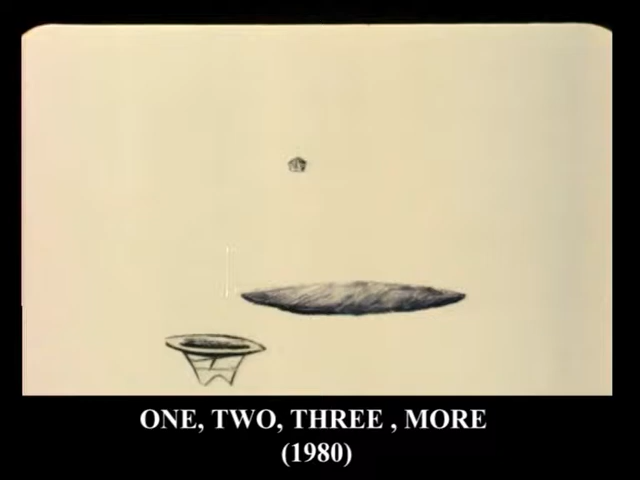 ONE, TWO, THREE , MORE
(1980)